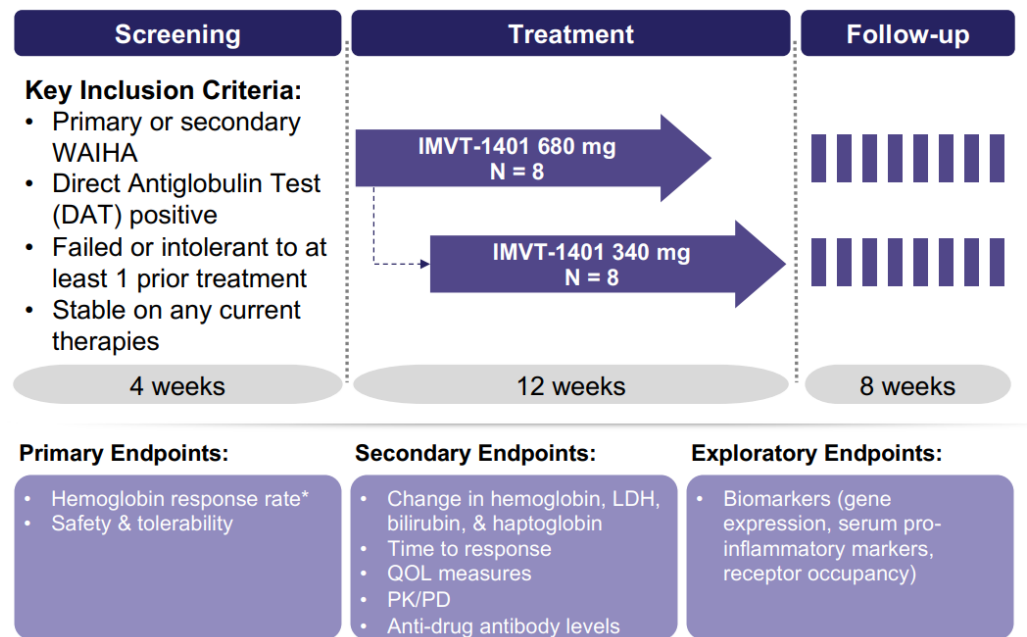 Screening
Treatment
Follow-up
Key Inclusion Criteria:
• Primary or secondary
WAIHA
• Direct Antiglobulin Test
(DAT) positive
• Failed or intolerant to at
least 1 prior treatment
• Stable on any current
therapies
IMVT-1401 680 mg
N = 8
IMVT-1401 340 mg
N = 8
4 weeks
12 weeks
8 weeks
Primary Endpoints:
• Hemoglobin response rate*
• Safety & tolerability
Secondary Endpoints:
• Change in hemoglobin, LDH,
bilirubin, & haptoglobin
• Time to response
• QOL measures
• PK/PD
• Anti-drug antibody levels
Exploratory Endpoints:
• Biomarkers (gene
expression, serum pro-
inflammatory markers,
receptor occupancy)